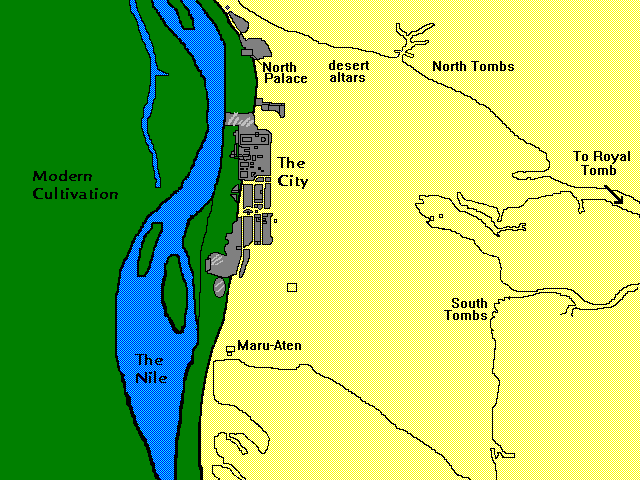 North
Palace
desert
altars
North Tombs
The
City
To Royal
Tomb
Modern
Cultivation
South
Tombs
Maru-Aten
The
Nile